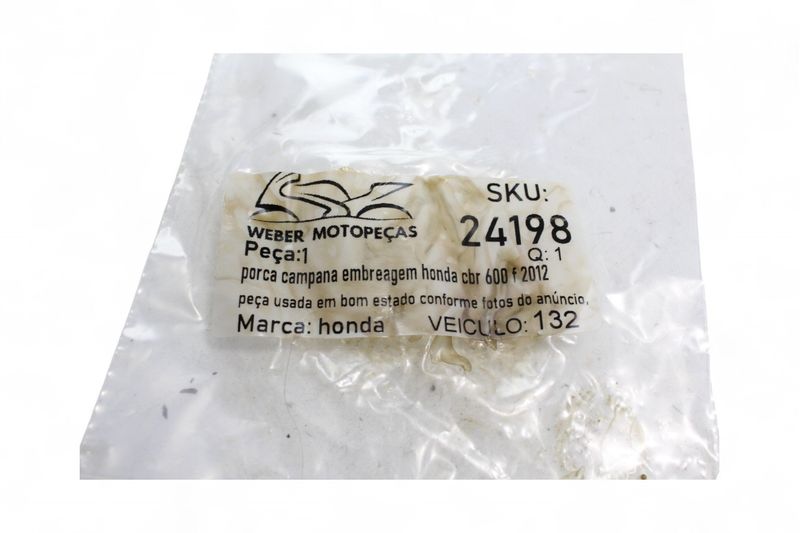 WEBER MOTOPEÇAS
SKU:
24198
Peça:1
Q: 1
porca campana embreagem honda cbr 600 f 2012
peça usada em bom estado conforme fotos do anúncio,
Marca: honda
VEICULO: 132